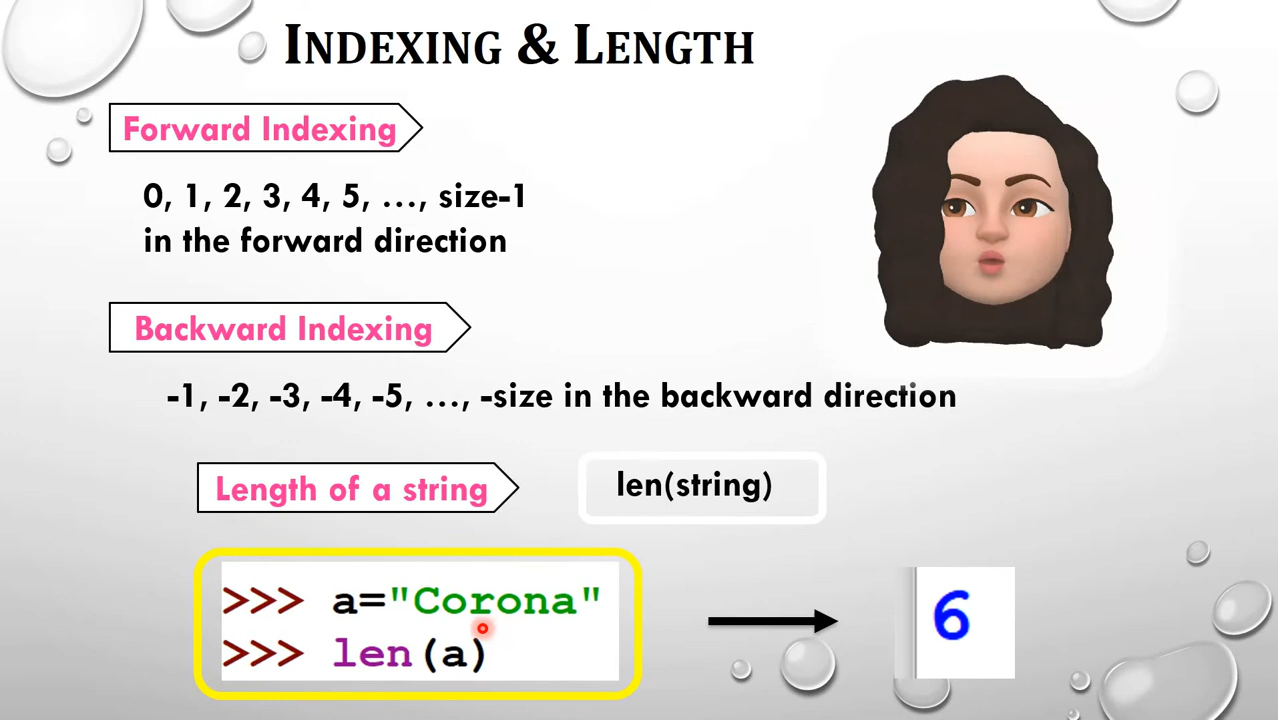 INDEXING & LENGTH
Forward Indexing
0, 1, 2, 3, 4, 5, ..., size-1
in the forward direction
Backward Indexing
-1, -2, -3, -4, -5, ..., -size in the backward direction
Length of a string
len(string)
>>> a="Corona"
>>> len(a)
6